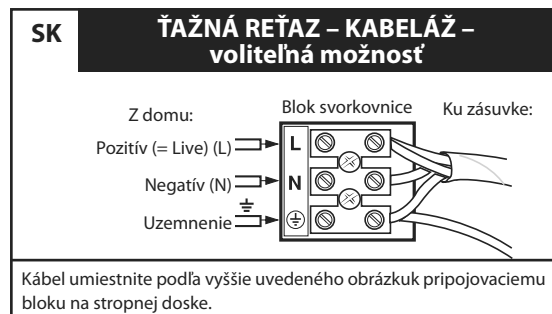 SK
ŤAŽNÁ REŤAZ – KABELÁŽ –
voliteľná možnosť
Z domu:
Blok svorkovnice
Ku zásuvke:
Pozitív (= Live) (L)
L
Negatív (N)
N
Uzemnenie
Kábel umiestnite podľa vyššie uvedeného obrázkuk pripojovaciemu
bloku na stropnej doske.